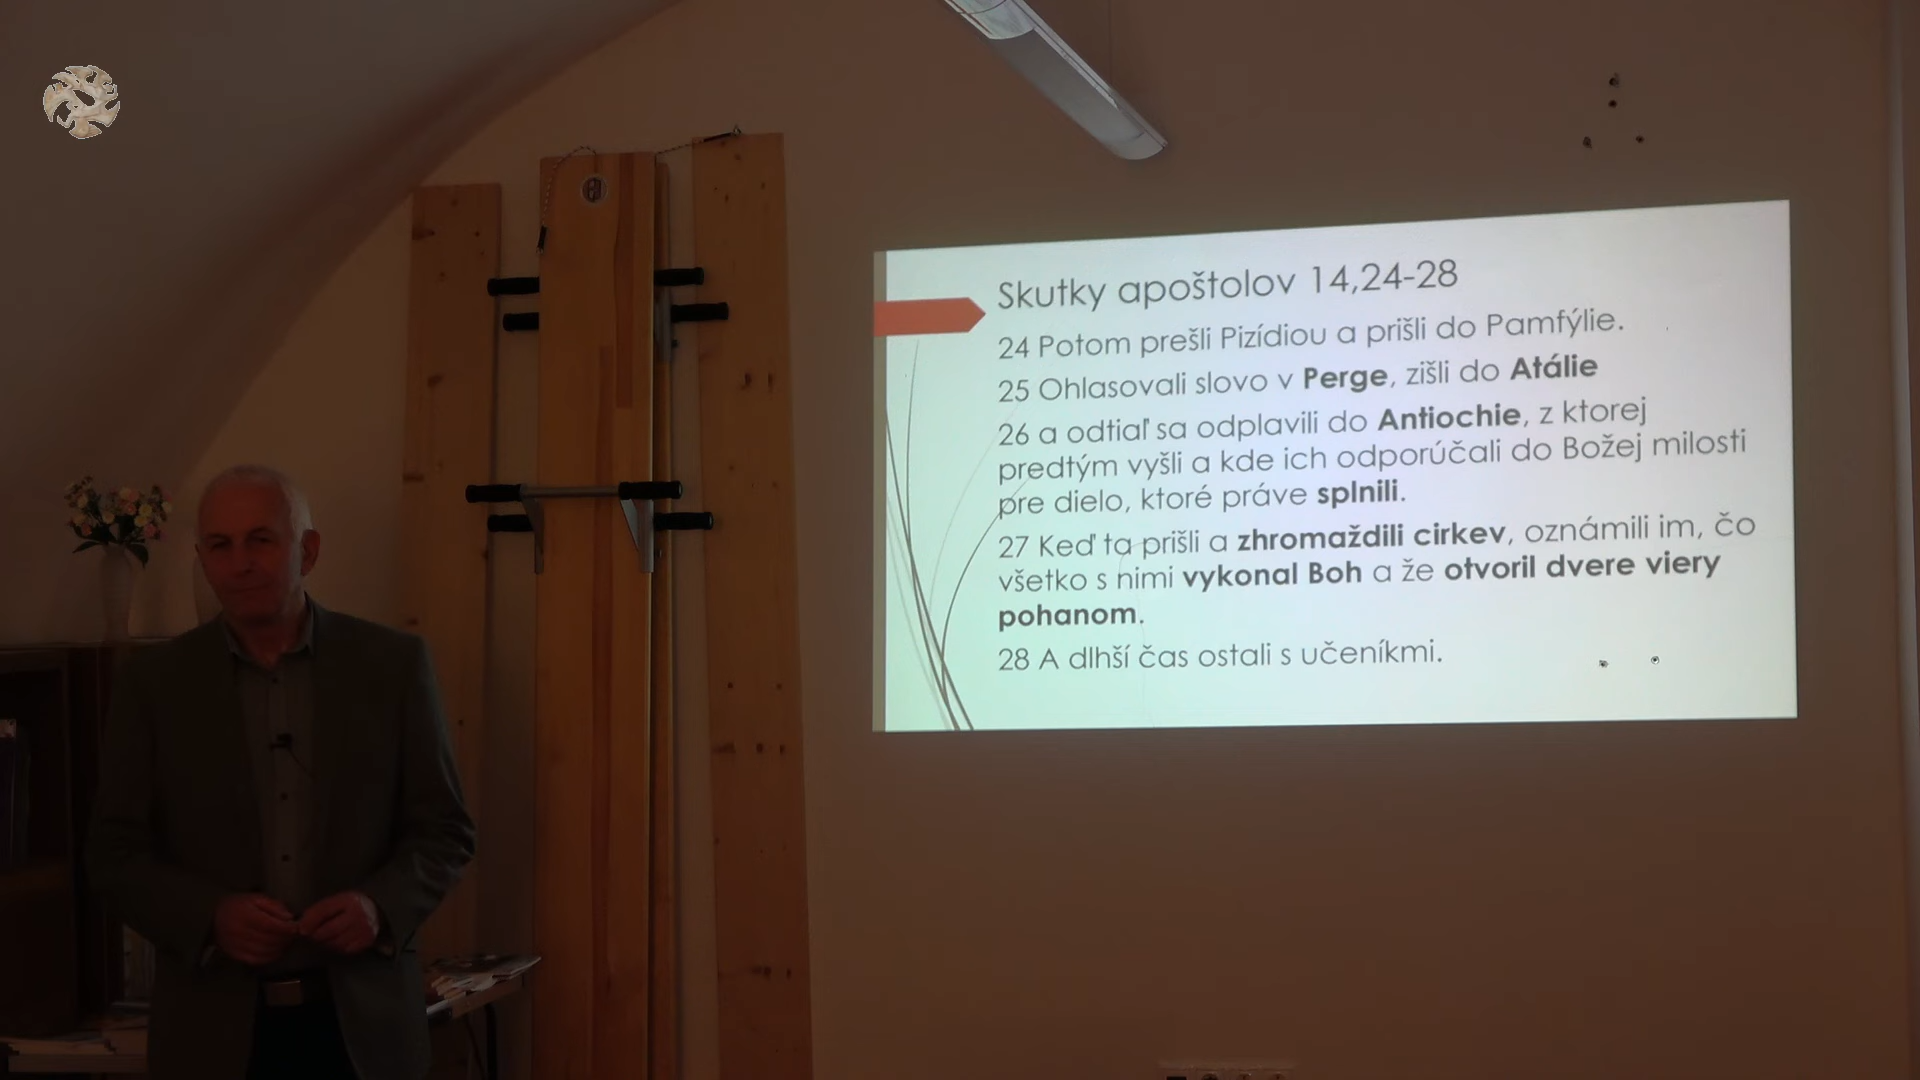 Skutky apoštolov 14,24-28
24 Potom prešli Pizídiou a prišli do Pamfýlie.
25 Ohlasovali slovo v Perge, zišli do Atálie
26 a odtiaľ sa odplavili do Antiochie, z ktorej
predtým vyšli a kde ich odporúčali do Božej milosti
pre dielo, ktoré práve splnili.
27 Keď ta prišli a zhromaždili cirkev, oznámili im, čo
všetko s nimi vykonal Boh a že otvoril dvere viery
pohanom.
28 A dlhší čas ostali s učeníkmi.